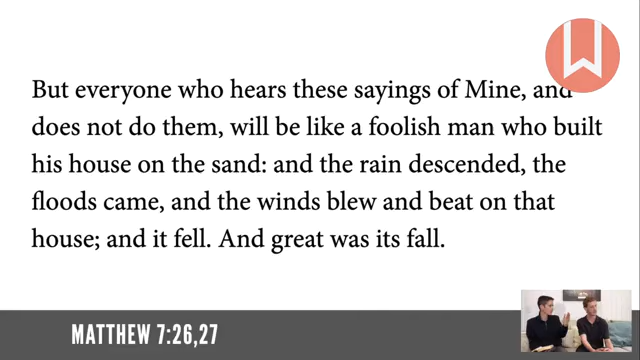 But everyone who hears these sayings of Mine, and
does not do them, will be like a foolish man who built
his house on the sand: and the rain descended, the
floods came, and the winds blew and beat on that
house; and it fell. And great was its fall.
MATTHEW 7:26,27